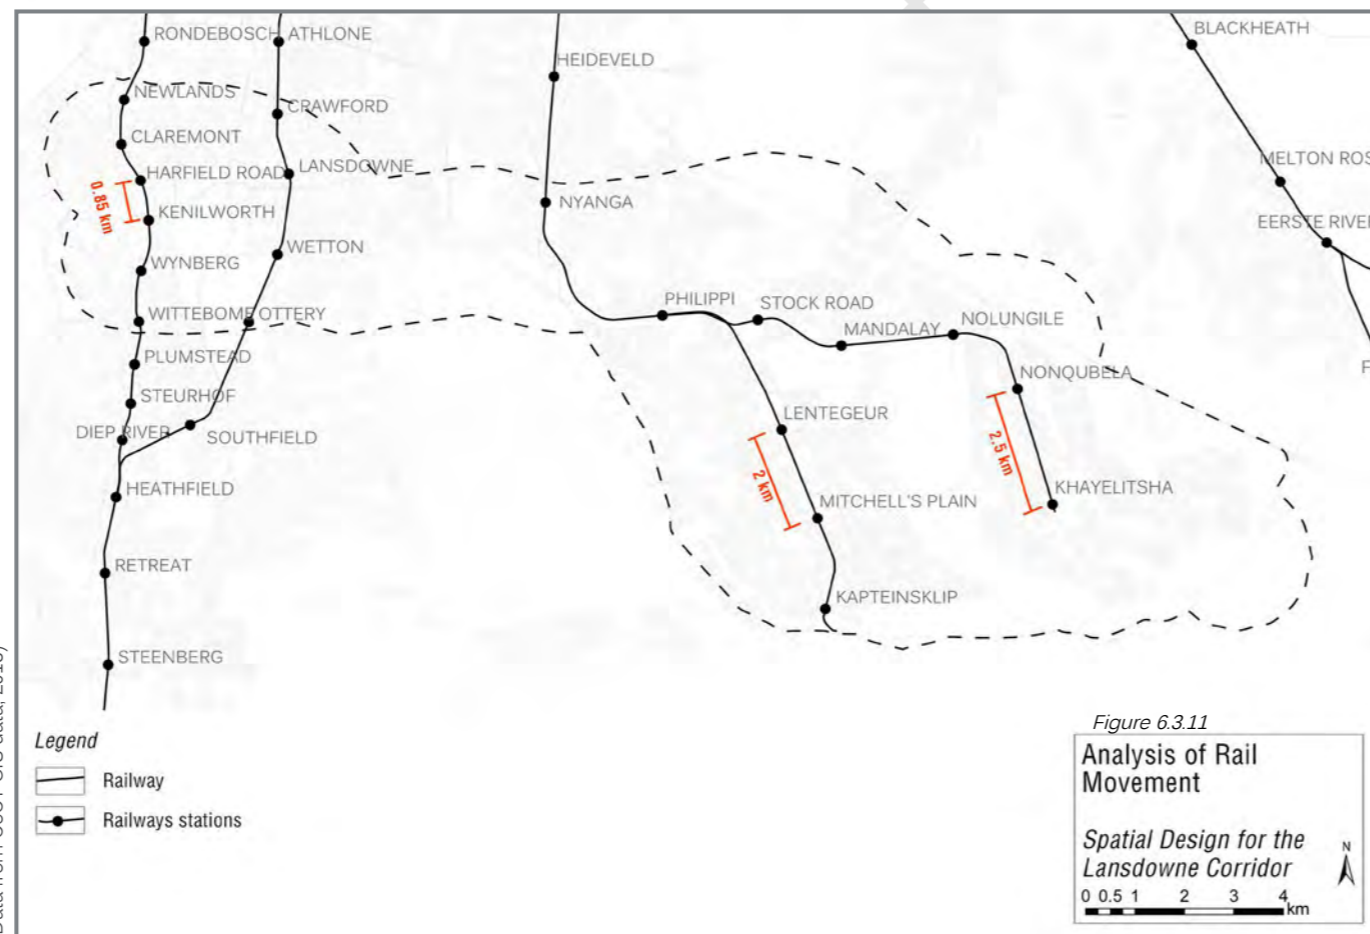 RONDEBOSCH
ATHLONE
BLACKHEATH
HEIDEVELD
NEWLANDS
CRAWFORD
CLAREMONT
MELTON ROS
HARFIELD ROAD
LANSDOWNE
0.85 km
KENILWORTH
NYANGA
EERSTE RIVER
WETTON
WYNBERG
PHILIPPI
STOCK ROAD
WITTEBOME
OTTERY
NOLUNGILE
MANDALAY
PLUMSTEAD
F
NONQUBELA
STEURHOF
LENTEGEUR
DIEP RIVER
SOUTHFIELD
2.5 km
2 km
HEATHFIELD
KHAYELITSHA
MITCHELL'S PLAIN
RETREAT
KAPTEINSKLIP
STEENBERG
Legend
Railway
Railways stations
Figure 6.3.11
Analysis of Rail
Movement
Spatial Design for the
Lansdowne Corridor
N
0 0.5 1 2 3 4
km